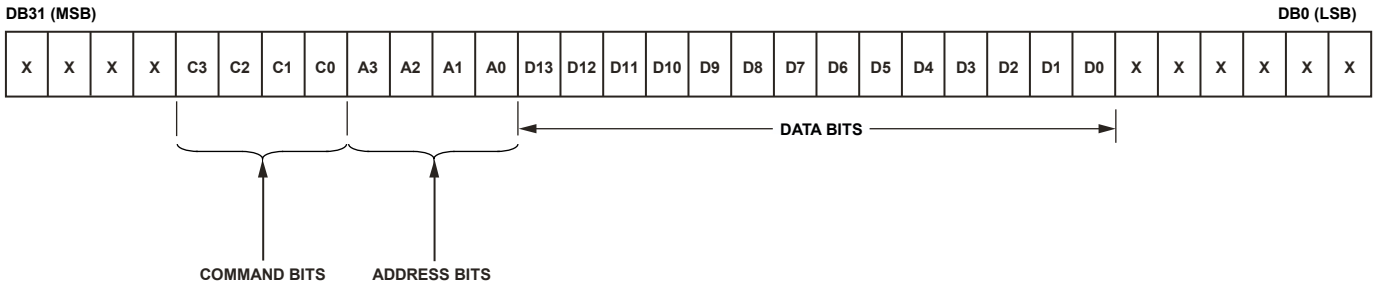 DB31 (MSB) DB0 (LSB)
X X X X C3 C2 C1 C0 A3 A2 A1 A0 D13 D12 D11 D10 D9 D8 D7 D6 D5 D4 D3 D2 D1 D0 X X X X X X
DATA BITS
COMMAND BITS ADDRESS BITS